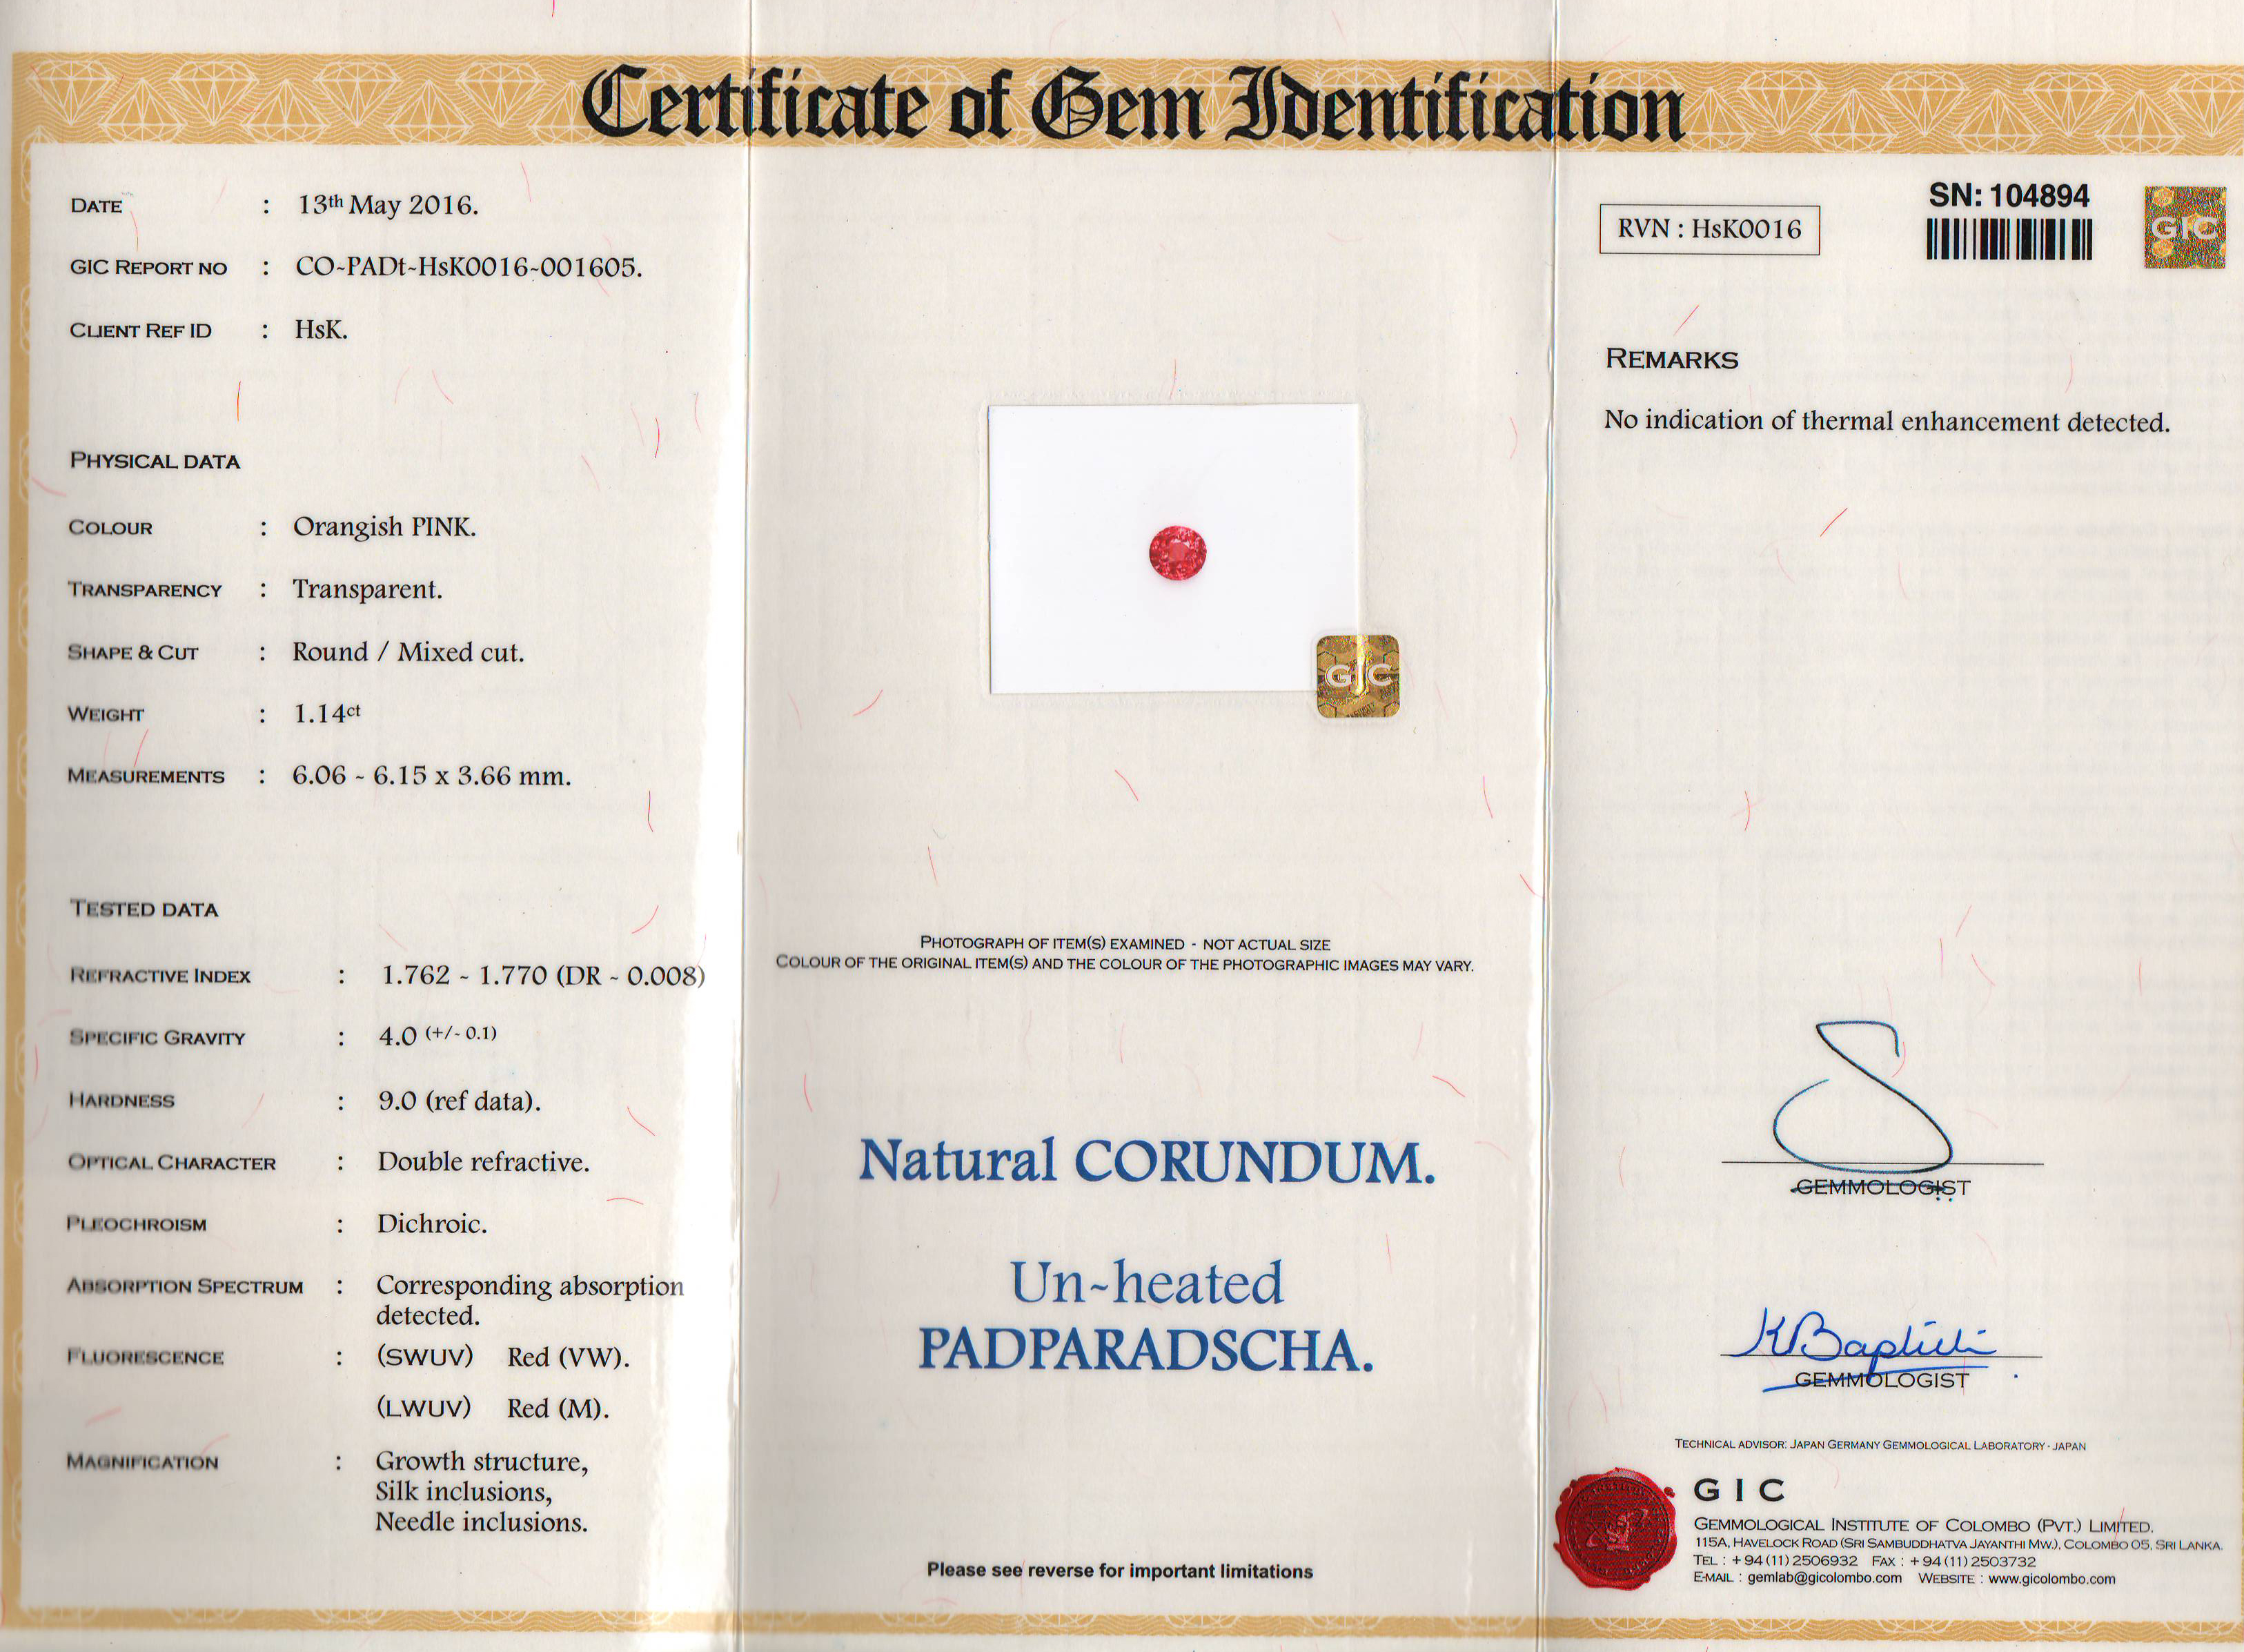 Certificate of Gem Identification
DATE : 13th May 2016.
GIC REPORT NO : CO-PADt-HsK0016-001605.
CLIENT REF ID : HsK.
PHYSICAL DATA
COLOUR : Orangish PINK.
TRANSPARENCY : Transparent.
SHAPE & CUT : Round / Mixed cut.
WEIGHT : 1.14ct
MEASUREMENTS : 6.06 - 6.15 x 3.66 mm.
TESTED DATA
REFRACTIVE INDEX : 1.762 - 1.770 (DR - 0.008)
SPECIFIC GRAVITY : 4.0 (+/- 0.1)
HARDNESS : 9.0 (ref data).
OPTICAL CHARACTER : Double refractive.
PLEOCHROISM : Dichroic.
ABSORPTION SPECTRUM : Corresponding absorption
detected.
FLUORESCENCE : (SWUV) Red (VW).
(LWUV) Red (M).
MAGNIFICATION : Growth structure,
Silk inclusions,
Needle inclusions.
GIC
PHOTOGRAPH OF ITEM(S) EXAMINED - NOT ACTUAL SIZE
COLOUR OF THE ORIGINAL ITEM(S) AND THE COLOUR OF THE PHOTOGRAPHIC IMAGES MAY VARY.
Natural CORUNDUM.
Un-heated
PADPARADSCHA.
Please see reverse for important limitations
RVN : HsK0016
SN: 104894
GIC
REMARKS
No indication of thermal enhancement detected.
GEMMOLOGIST
GEMMOLOGIST
TECHNICAL ADVISOR: JAPAN GERMANY GEMMOLOGICAL LABORATORY - JAPAN
G I C
GEMMOLOGICAL INSTITUTE OF COLOMBO (PVT.) LIMITED.
115A, HAVELOCK ROAD (SRI SAMBUDDHATVA JAYANTHI MW.), COLOMBO 05, SRI LANKA.
TEL : + 94 (11) 2506932 FAX : + 94 (11) 2503732
E-MAIL : gemlab@gicolombo.com WEBSITE : www.gicolombo.com